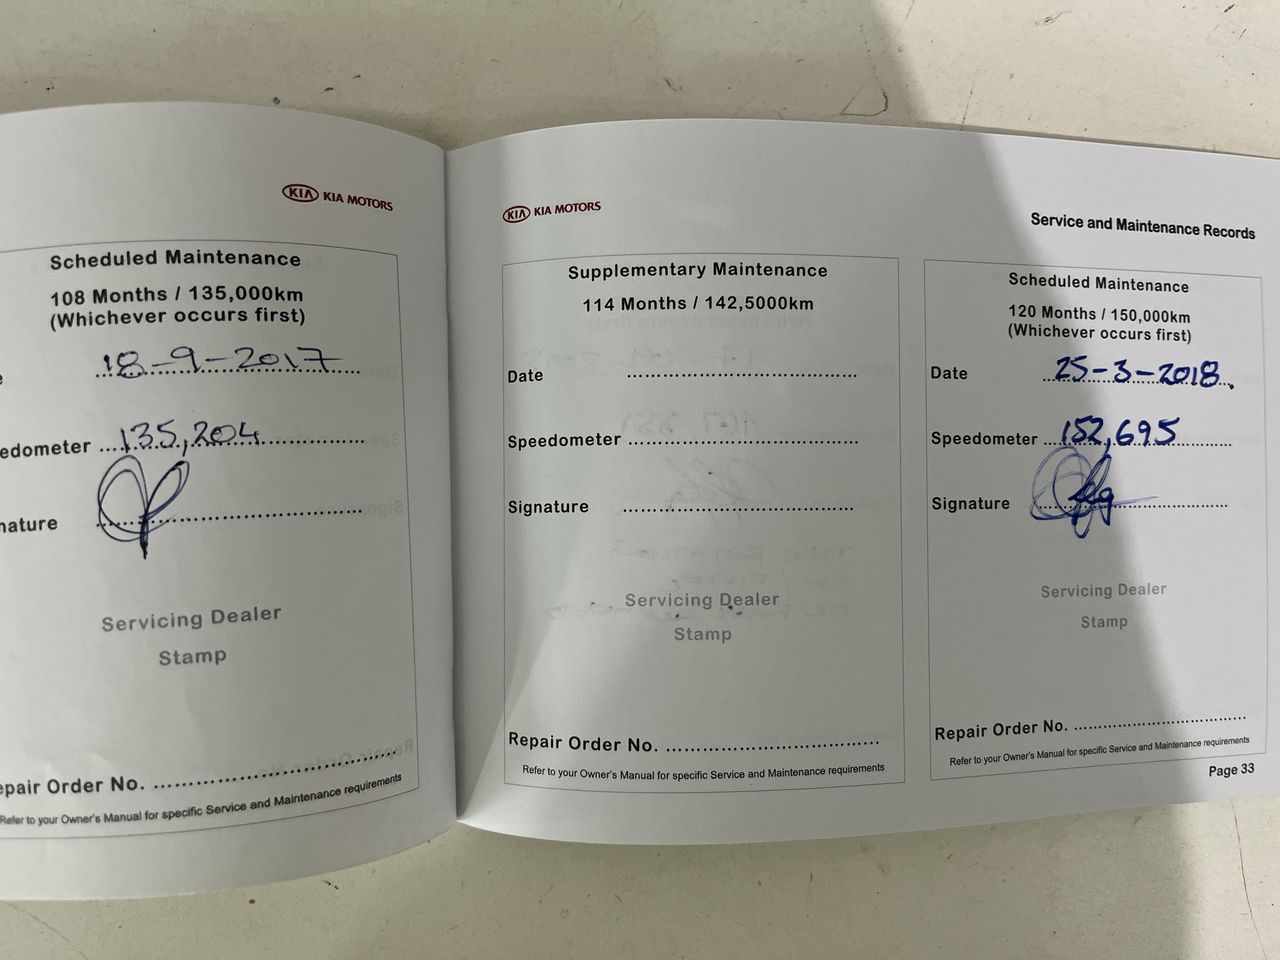 KIA KIA MOTORS
Scheduled Maintenance
108 Months / 135,000km
(Whichever occurs first)
18-9-2017
edometer 135,204
nature
Servicing Dealer
Stamp
epair Order No.
Refer to your Owner's Manual for specific Service and Maintenance requirements
KIA KIA MOTORS
Service and Maintenance Records
Supplementary Maintenance
114 Months / 142,5000km
Date
Speedometer
Signature
Servicing Dealer
Stamp
Repair Order No.
Refer to your Owner's Manual for specific Service and Maintenance requirements
Scheduled Maintenance
120 Months / 150,000km
(Whichever occurs first)
Date 25-3-2018
Speedometer 152,695
Signature
Servicing Dealer
Stamp
Repair Order No.
Refer to your Owner's Manual for specific Service and Maintenance requirements
Page 33